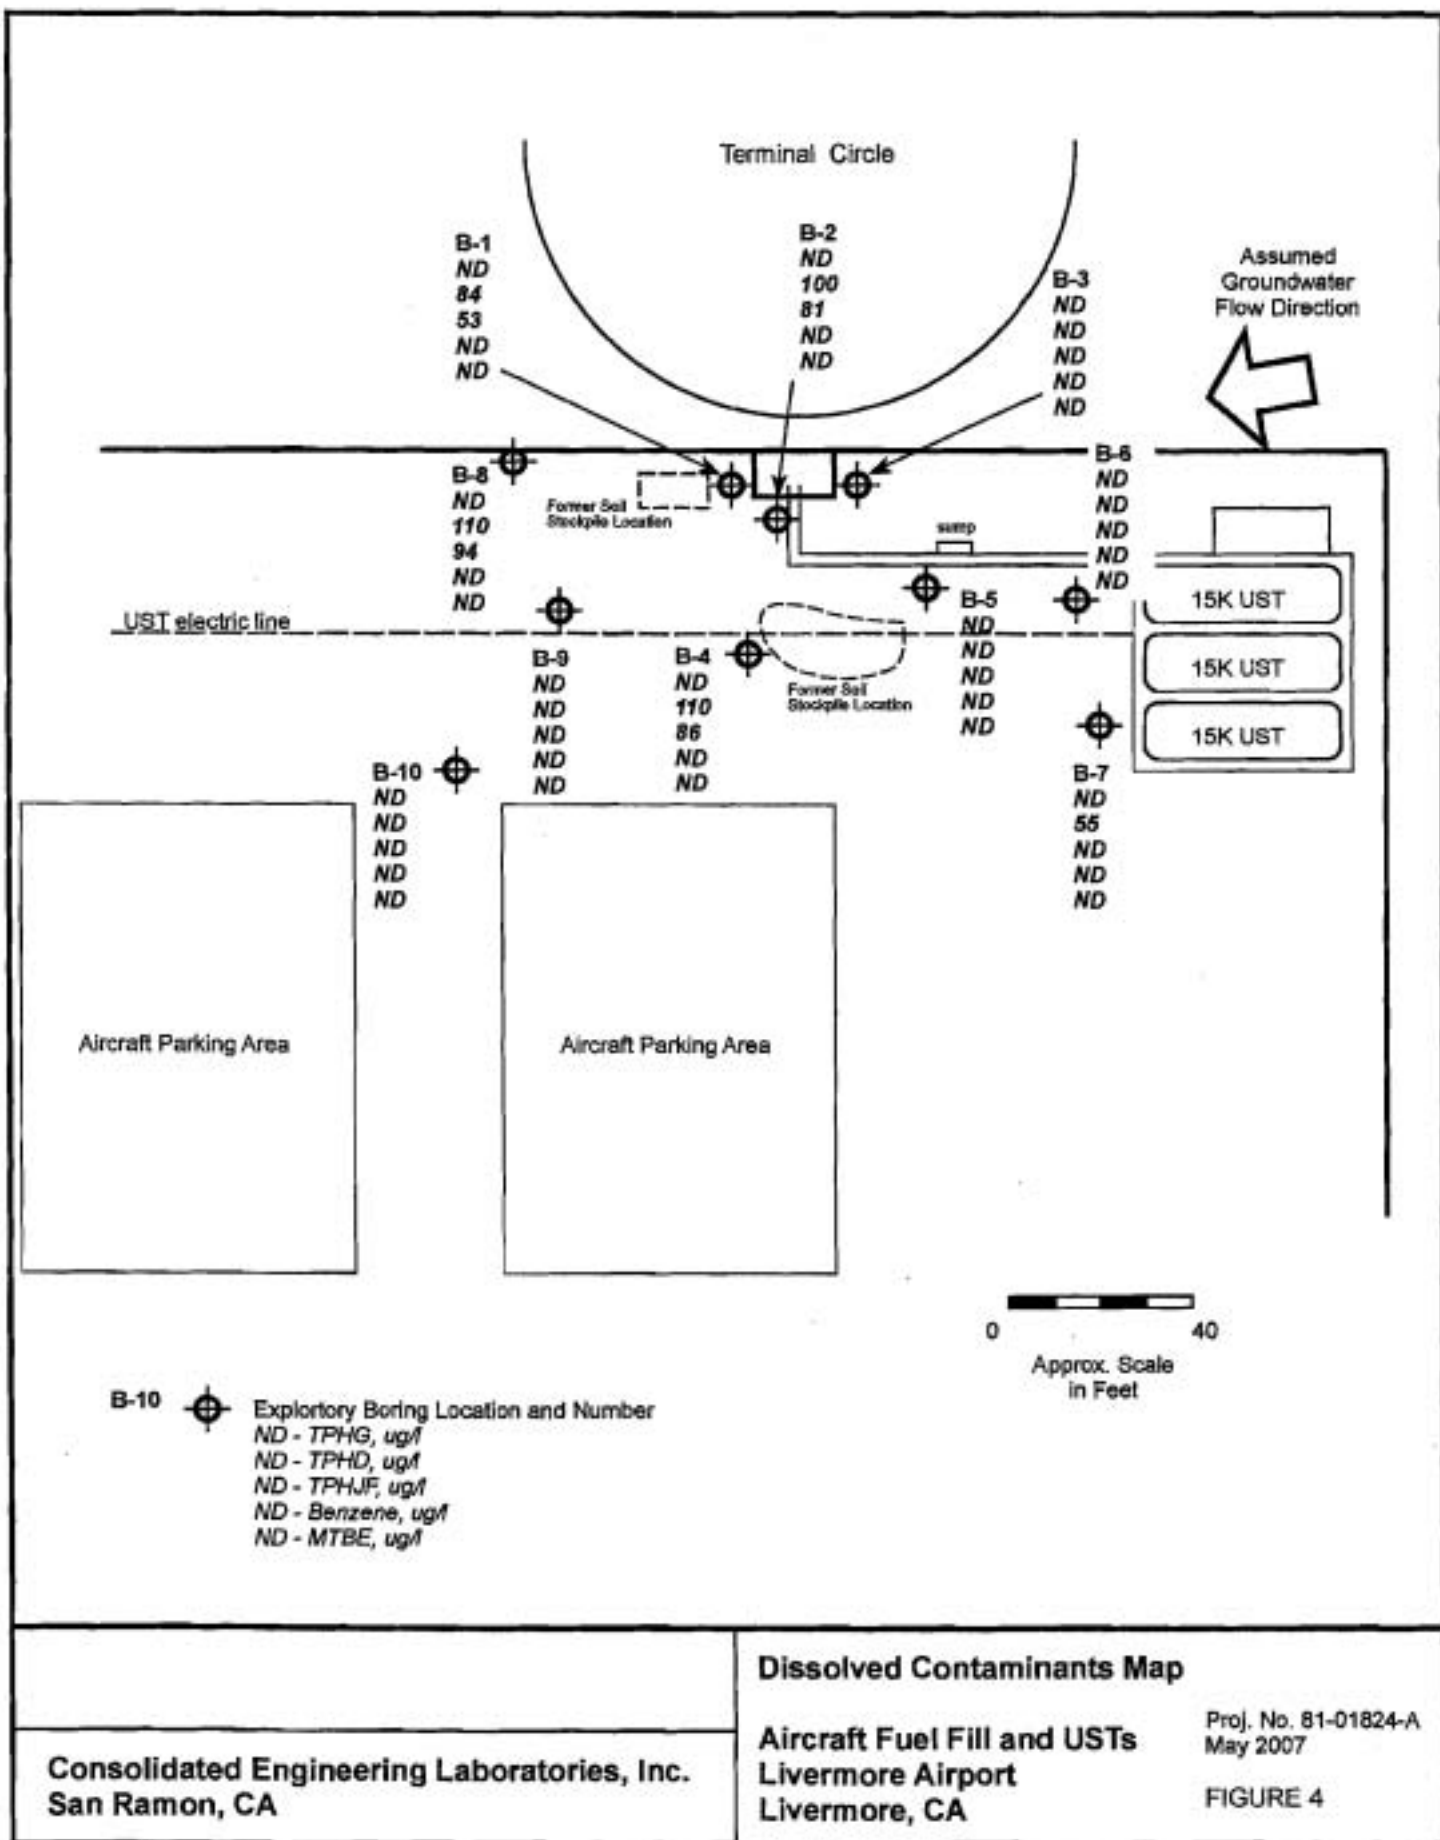 Terminal Circle
B-1
ND
84
53
ND
ND
B-2
ND
100
81
ND
ND
B-3
ND
ND
ND
ND
ND
Assumed
Groundwater
Flow Direction
B-8
ND
110
94
ND
ND
Former Soil
Stockpile Location
sump
B-6
ND
ND
ND
ND
ND
15K UST
15K UST
15K UST
UST electric line
B-9
ND
ND
ND
ND
ND
B-4
ND
110
86
ND
ND
Former Soil
Stockpile Location
B-5
ND
ND
ND
ND
ND
B-7
ND
55
ND
ND
ND
B-10
ND
ND
ND
ND
ND
Aircraft Parking Area
Aircraft Parking Area
0 40
Approx. Scale
in Feet
B-10 Explortory Boring Location and Number
ND - TPHG, ug/l
ND - TPHD, ug/l
ND - TPHJF, ug/l
ND - Benzene, ug/l
ND - MTBE, ug/l
Consolidated Engineering Laboratories, Inc.
San Ramon, CA
Dissolved Contaminants Map
Aircraft Fuel Fill and USTs
Livermore Airport
Livermore, CA
Proj. No. 81-01824-A
May 2007
FIGURE 4